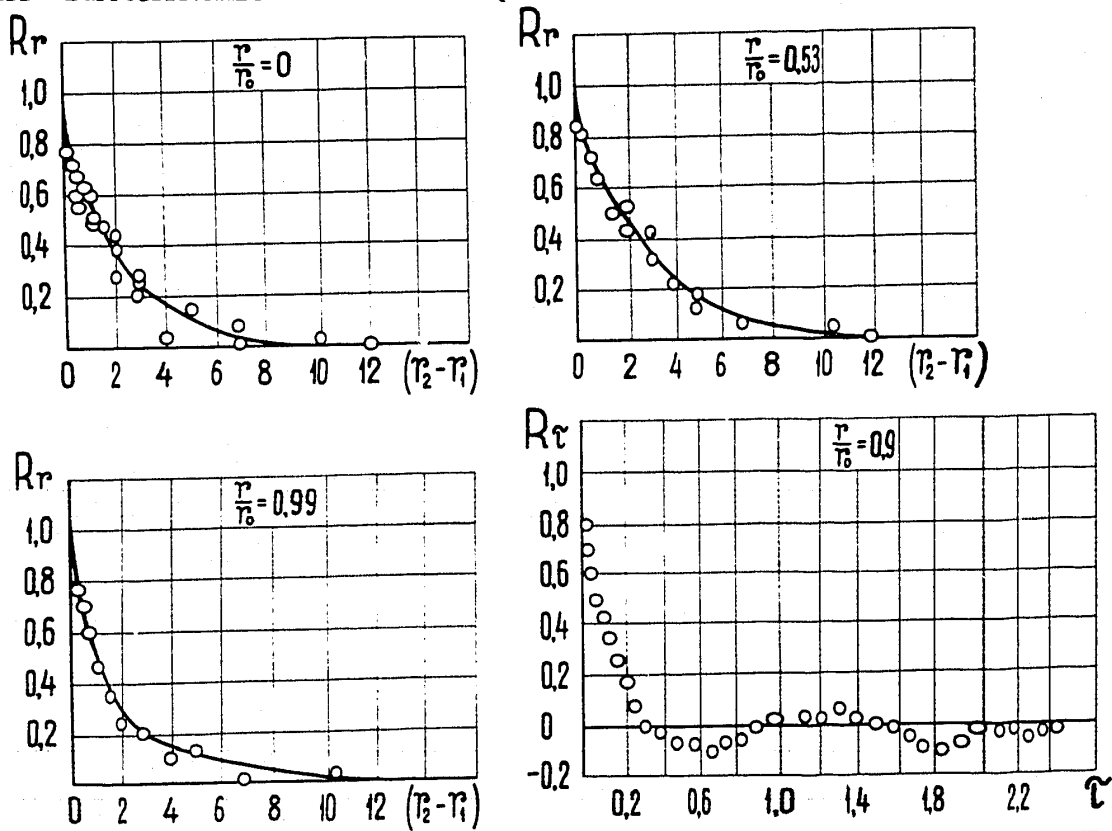 Rr
r/r₀ = 0
1,0
0,8
0,6
0,4
0,2
0 2 4 6 8 10 12 (r₂-r₁)
Rr
r/r₀ = 0,53
1,0
0,8
0,6
0,4
0,2
0 2 4 6 8 10 12 (r₂-r₁)
Rr
r/r₀ = 0,99
1,0
0,8
0,6
0,4
0,2
0 2 4 6 8 10 12 (r₂-r₁)
Rτ
r/r₀ = 0,9
1,0
0,8
0,6
0,4
0,2
0
-0,2
0,2 0,6 1,0 1,4 1,8 2,2 τ